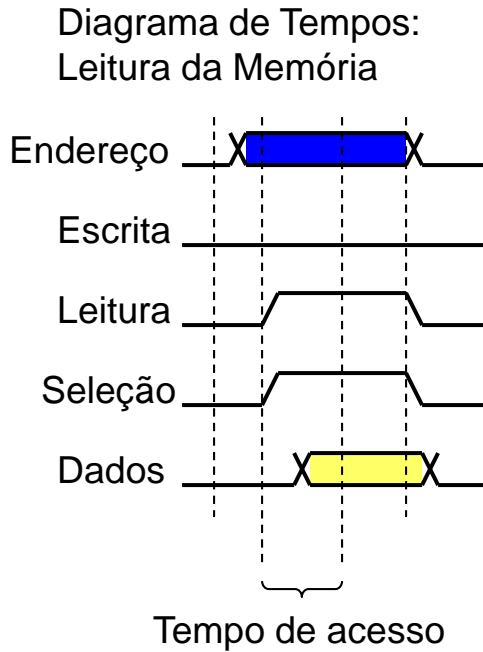 Diagrama de Tempos:
Leitura da Memória
Endereço
Escrita
Leitura
Seleção
Dados
Tempo de acesso